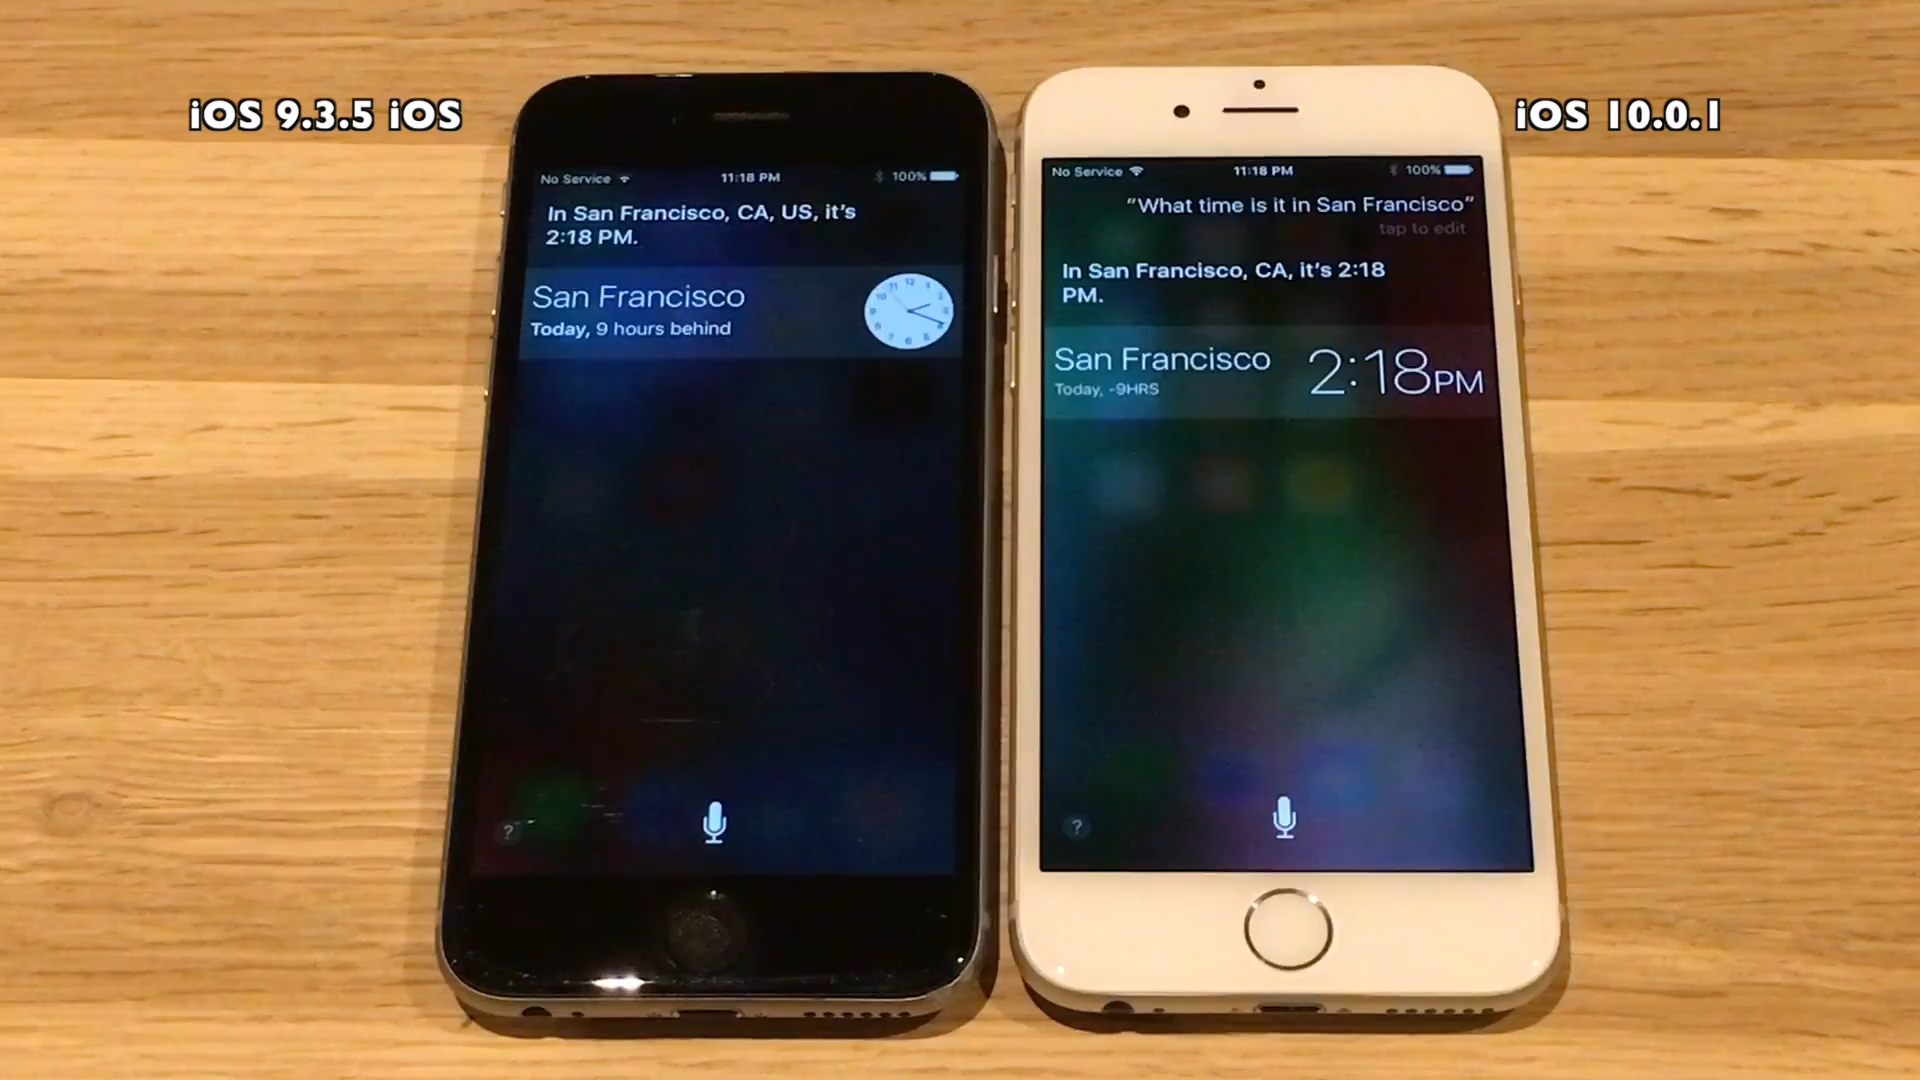 iOS 9.3.5 iOS
iOS 10.0.1
No Service 11:18 PM 100%
In San Francisco, CA, US, it's
2:18 PM.
San Francisco
Today, 9 hours behind
?
No Service 11:18 PM 100%
"What time is it in San Francisco"
tap to edit
In San Francisco, CA, it's 2:18
PM.
San Francisco 2:18PM
Today, -9HRS
?